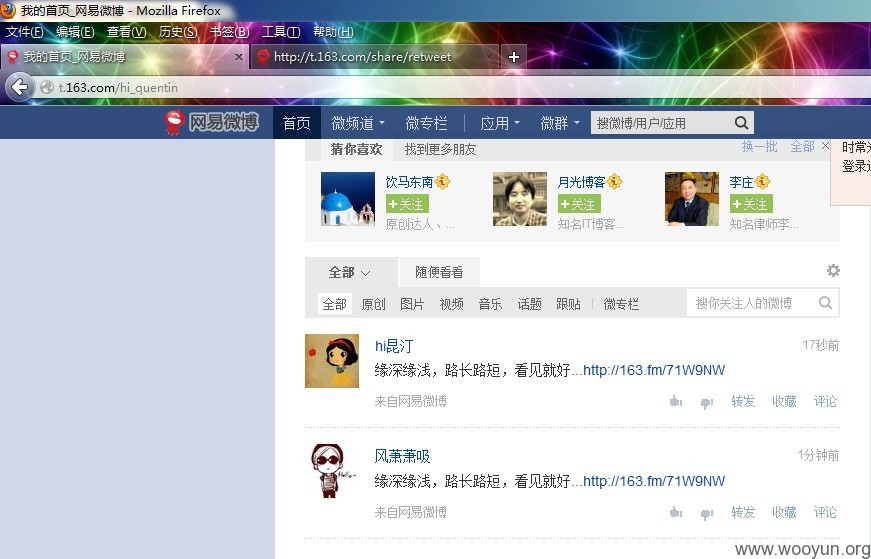 我的首页_网易微博 - Mozilla Firefox
文件(F) 编辑(E) 查看(V) 历史(S) 书签(B) 工具(T) 帮助(H)
我的首页_网易微博 × http://t.163.com/share/retweet +
t.163.com/hi_quentin
网易微博 首页 微频道 微专栏 应用 微群 搜微博/用户/应用
猜你喜欢 找到更多朋友 换一批 全部 ×
时常
登录
饮马东南 月光博客 李庄
+关注 +关注 +关注
原创达人、... 知名IT博客... 知名律师李...
全部 随便看看
全部 原创 图片 视频 音乐 话题 跟贴 微专栏 搜你关注人的微博
hi昆汀 17秒前
缘深缘浅，路长路短，看见就好...http://163.fm/71W9NW
来自网易微博 转发 收藏 评论
风萧萧吸 1分钟前
Hello~
缘深缘浅，路长路短，看见就好...http://163.fm/71W9NW
来自网易微博 转发 收藏 评论
www.wooyun.org